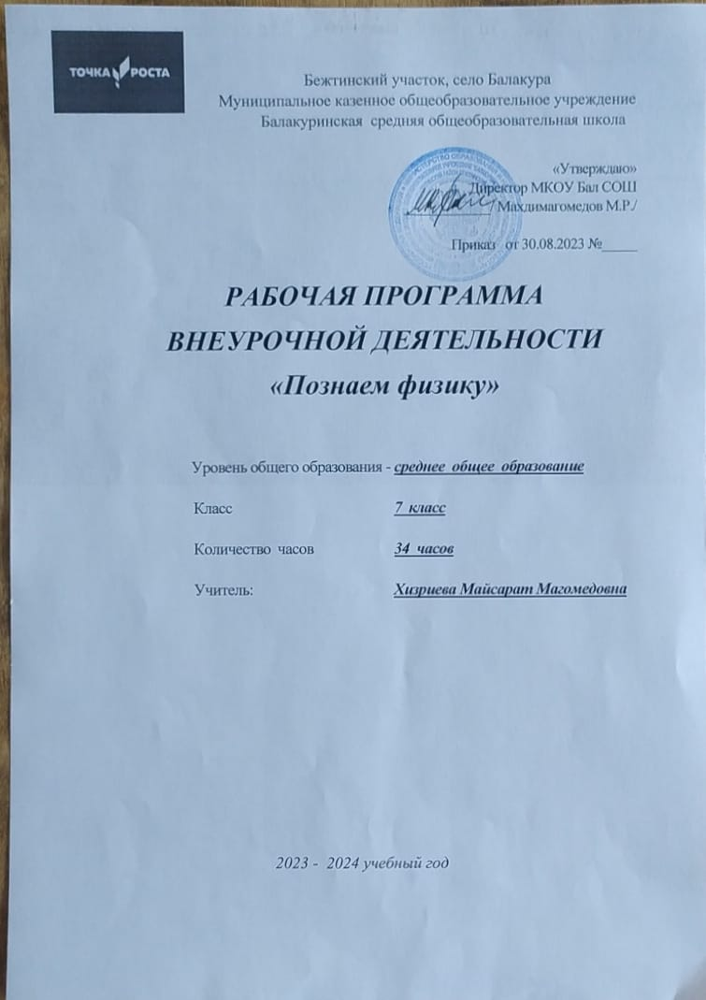 ТОЧКА РОСТА
Бежтинский участок, село Балакура
Муниципальное казенное общеобразовательное учреждение
Балакуринская средняя общеобразовательная школа
«Утверждаю»
Директор МКОУ Бал СОШ
/ Махдимагомедов М.Р./
Приказ от 30.08.2023 №_____
РАБОЧАЯ ПРОГРАММА
ВНЕУРОЧНОЙ ДЕЯТЕЛЬНОСТИ
«Познаем физику»
Уровень общего образования - среднее общее образование
Класс 7 класс
Количество часов 34 часов
Учитель: Хизриева Майсарат Магомедовна
2023 - 2024 учебный год